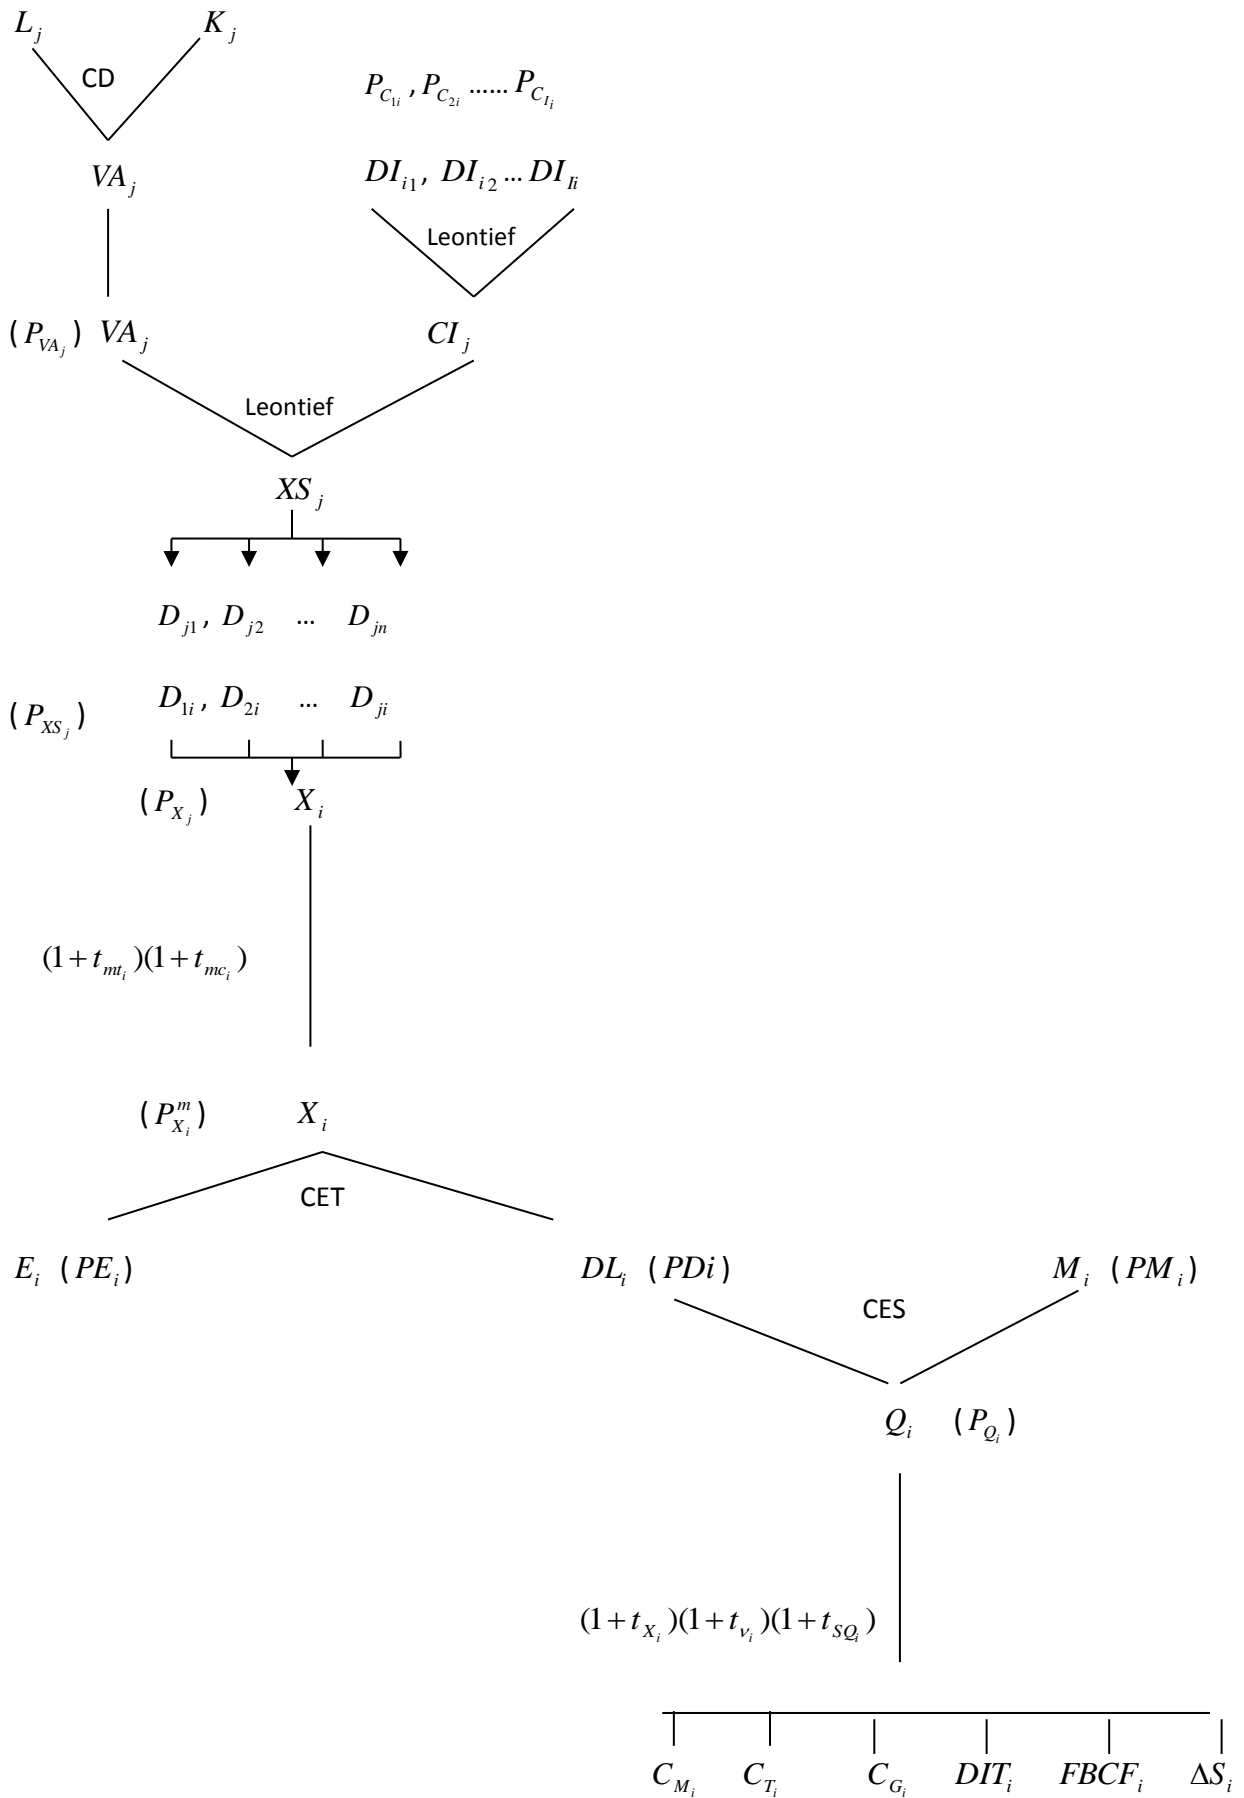 L_j K_j
CD
P_{C_{1i}}, P_{C_{2i}} ...... P_{C_{I_i}}
VA_j DI_{i1}, DI_{i2} ... DI_{Ii}
Leontief
(P_{VA_j}) VA_j CI_j
Leontief
XS_j
D_{j1}, D_{j2} ... D_{jn}
(P_{XS_j}) D_{1i}, D_{2i} ... D_{ji}
(P_{X_j}) X_i
(1+t_{mt_i})(1+t_{mc_i})
(P^m_{X_i}) X_i
CET
E_i (PE_i) DL_i (PDi) M_i (PM_i)
CES
Q_i (P_{Q_i})
(1+t_{X_i})(1+t_{v_i})(1+t_{SQ_i})
C_{M_i} C_{T_i} C_{G_i} DIT_i FBCF_i ΔS_i